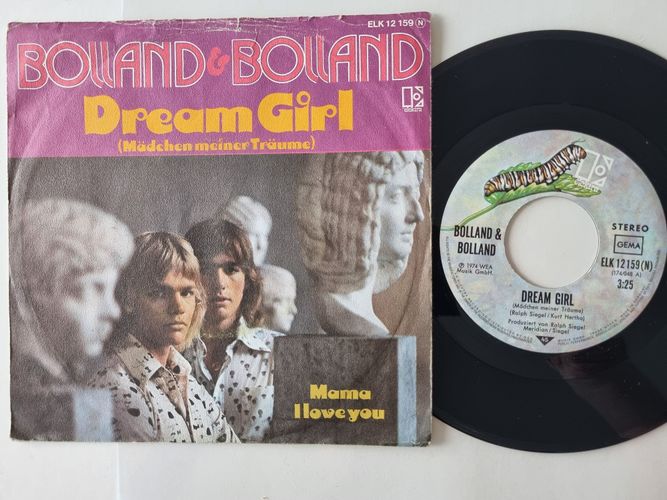 ELK 12 159 (N)
BOLLAND & BOLLAND
Dream Girl
(Mädchen meiner Träume)
Mama
I love you
BOLLAND &
BOLLAND
STEREO
GEMA
ELK 12 159 (N)
(174/048 A)
3:25
℗ 1974 WEA
Musik GmbH.
DREAM GIRL
(Mädchen meiner Träume)
(Ralph Siegel/Kurt Hertha)
Produziert von Ralph Siegel
Meridian/Siegel
45